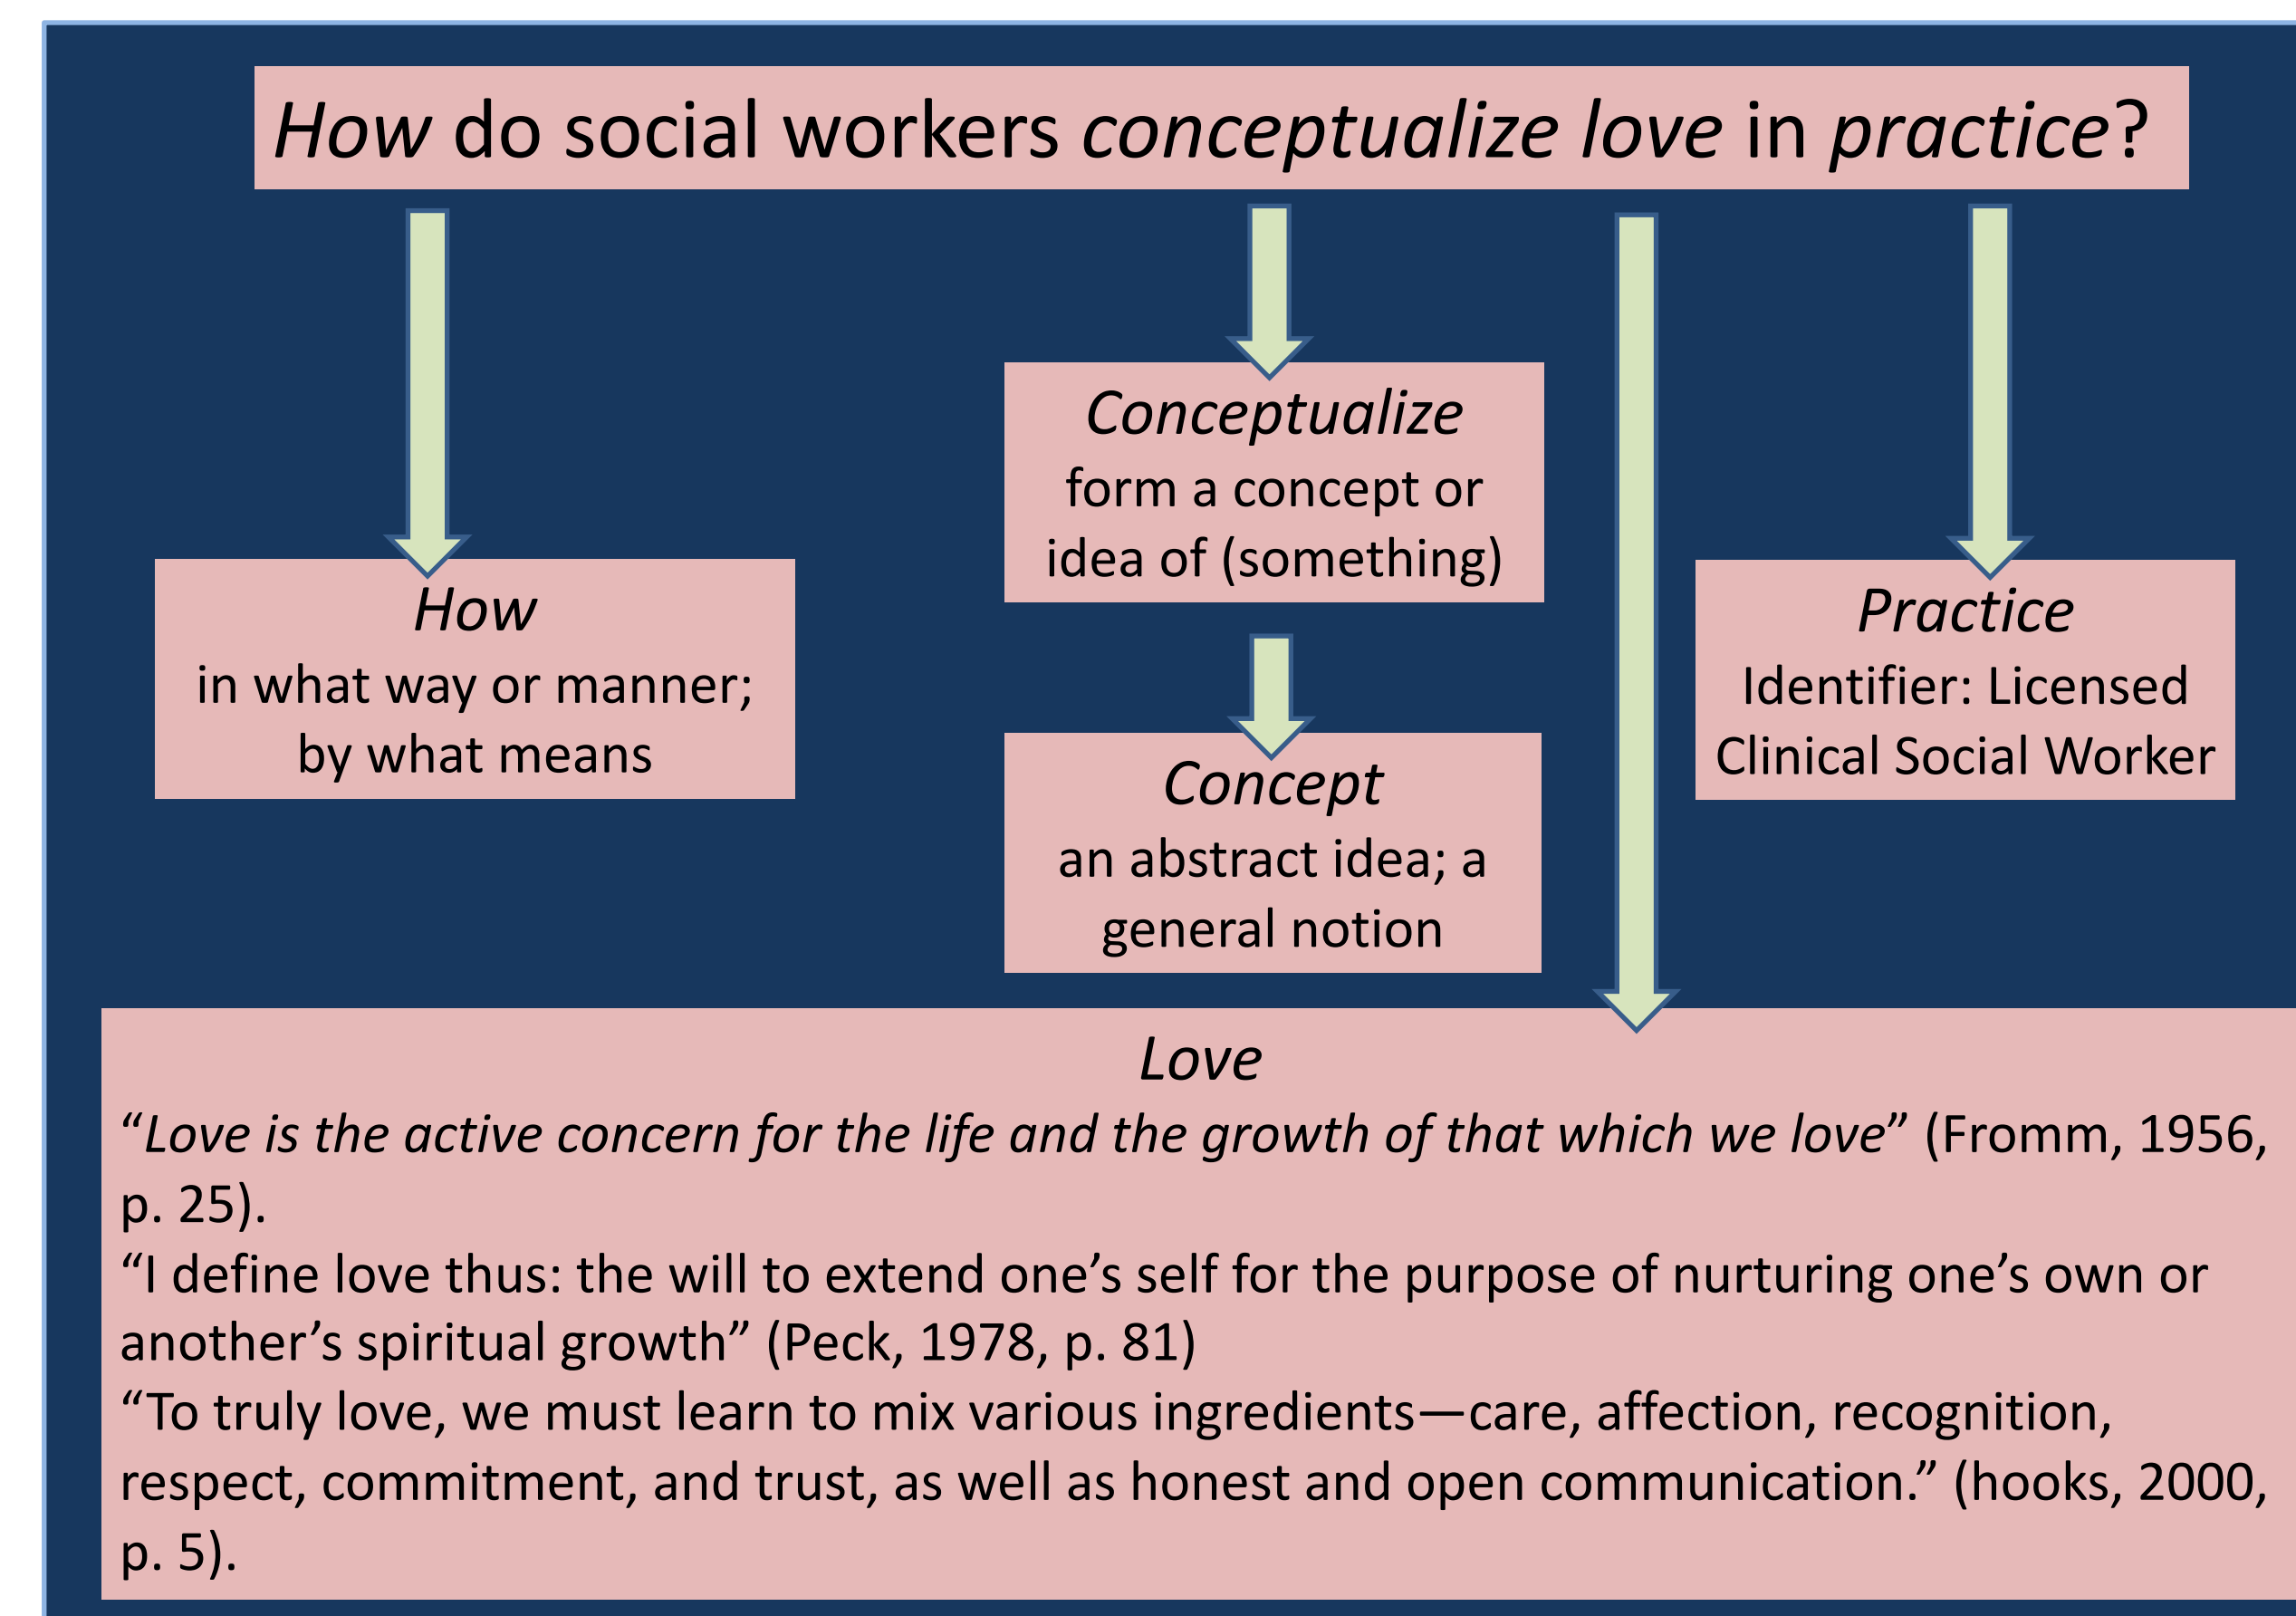 How do social workers conceptualize love in practice?
How
in what way or manner;
by what means
Conceptualize
form a concept or
idea of (something)
Concept
an abstract idea; a
general notion
Practice
Identifier: Licensed
Clinical Social Worker
Love
“Love is the active concern for the life and the growth of that which we love” (Fromm, 1956,
p. 25).
“I define love thus: the will to extend one’s self for the purpose of nurturing one’s own or
another’s spiritual growth” (Peck, 1978, p. 81)
“To truly love, we must learn to mix various ingredients—care, affection, recognition,
respect, commitment, and trust, as well as honest and open communication.” (hooks, 2000,
p. 5).